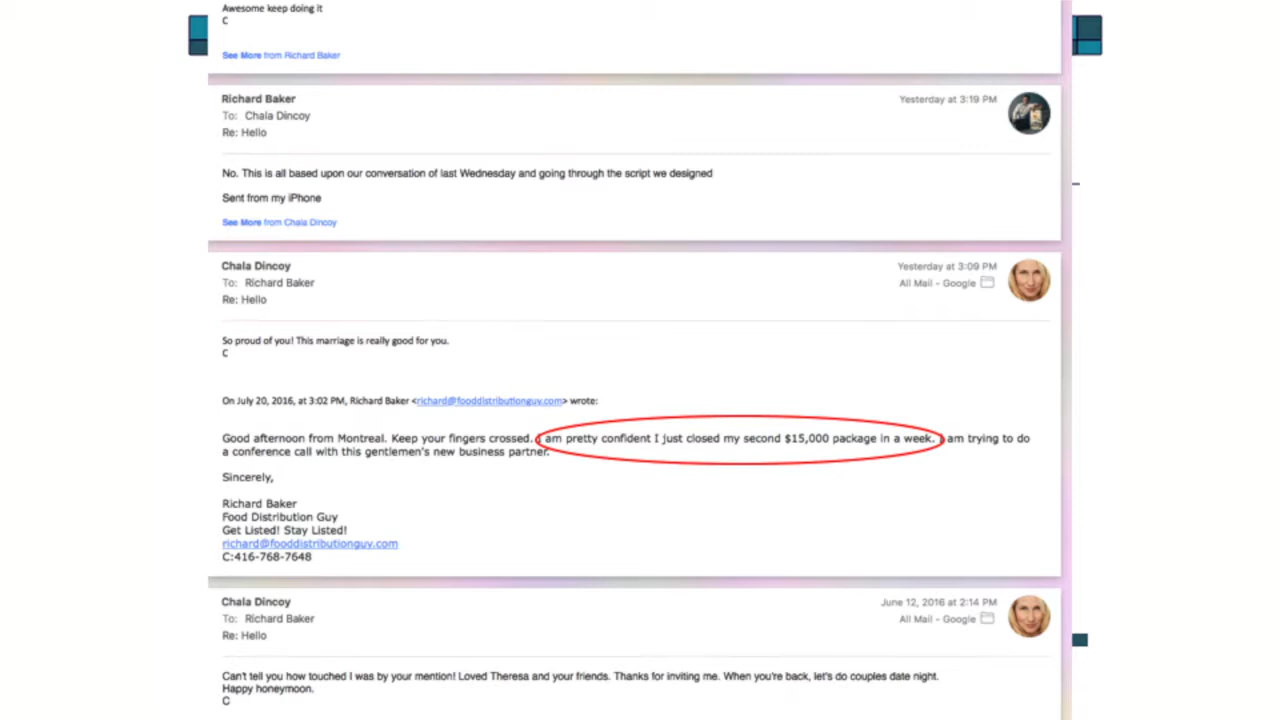 Awesome keep doing it
C
See More from Richard Baker
Richard Baker
Yesterday at 3:19 PM
To: Chala Dincoy
Re: Hello
No. This is all based upon our conversation of last Wednesday and going through the script we designed
Sent from my iPhone
See More from Chala Dincoy
Chala Dincoy
Yesterday at 3:09 PM
To: Richard Baker
All Mail - Google
Re: Hello
So proud of you! This marriage is really good for you.
C
On July 20, 2016, at 3:02 PM, Richard Baker <richard@fooddistributionguy.com> wrote:
Good afternoon from Montreal. Keep your fingers crossed. I am pretty confident I just closed my second $15,000 package in a week. I am trying to do
a conference call with this gentlemen's new business partner.
Sincerely,
Richard Baker
Food Distribution Guy
Get Listed! Stay Listed!
richard@fooddistributionguy.com
C:416-768-7648
Chala Dincoy
June 12, 2016 at 2:14 PM
To: Richard Baker
All Mail - Google
Re: Hello
Can't tell you how touched I was by your mention! Loved Theresa and your friends. Thanks for inviting me. When you're back, let's do couples date night.
Happy honeymoon.
C